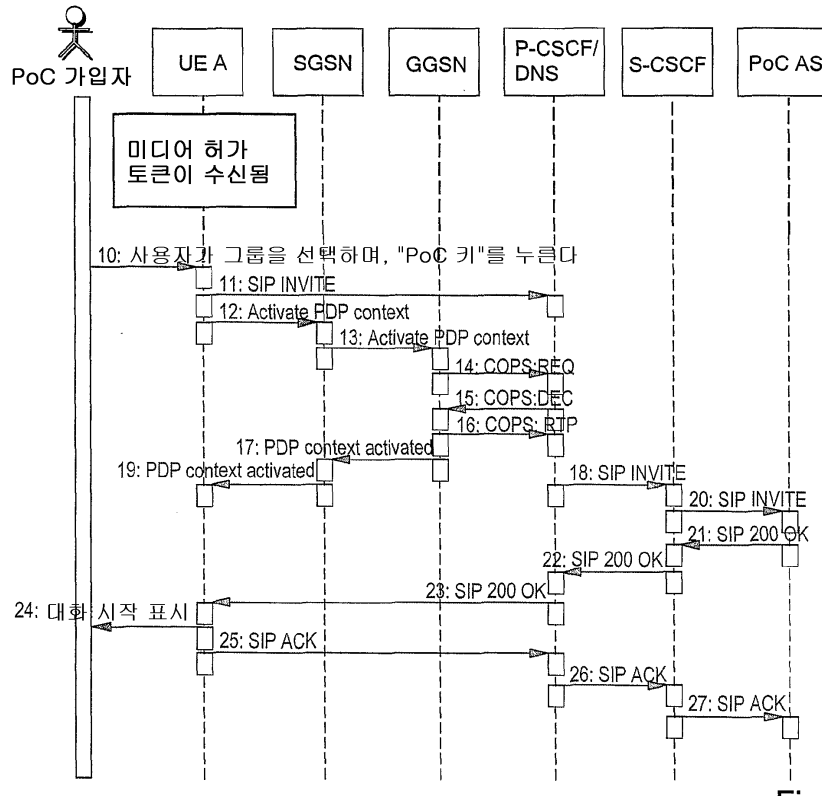 PoC 가입자
UE A
SGSN
GGSN
P-CSCF/
DNS
S-CSCF
PoC AS
미디어 허가
토큰이 수신됨
10: 사용자가 그룹을 선택하며, "PoC 키"를 누른다
11: SIP INVITE
12: Activate PDP context
13: Activate PDP context
14: COPS:REQ
15: COPS:DEC
16: COPS: RTP
17: PDP context activated
19: PDP context activated
18: SIP INVITE
20: SIP INVITE
21: SIP 200 OK
22: SIP 200 OK
23: SIP 200 OK
24: 대화 시작 표시
25: SIP ACK
26: SIP ACK
27: SIP ACK